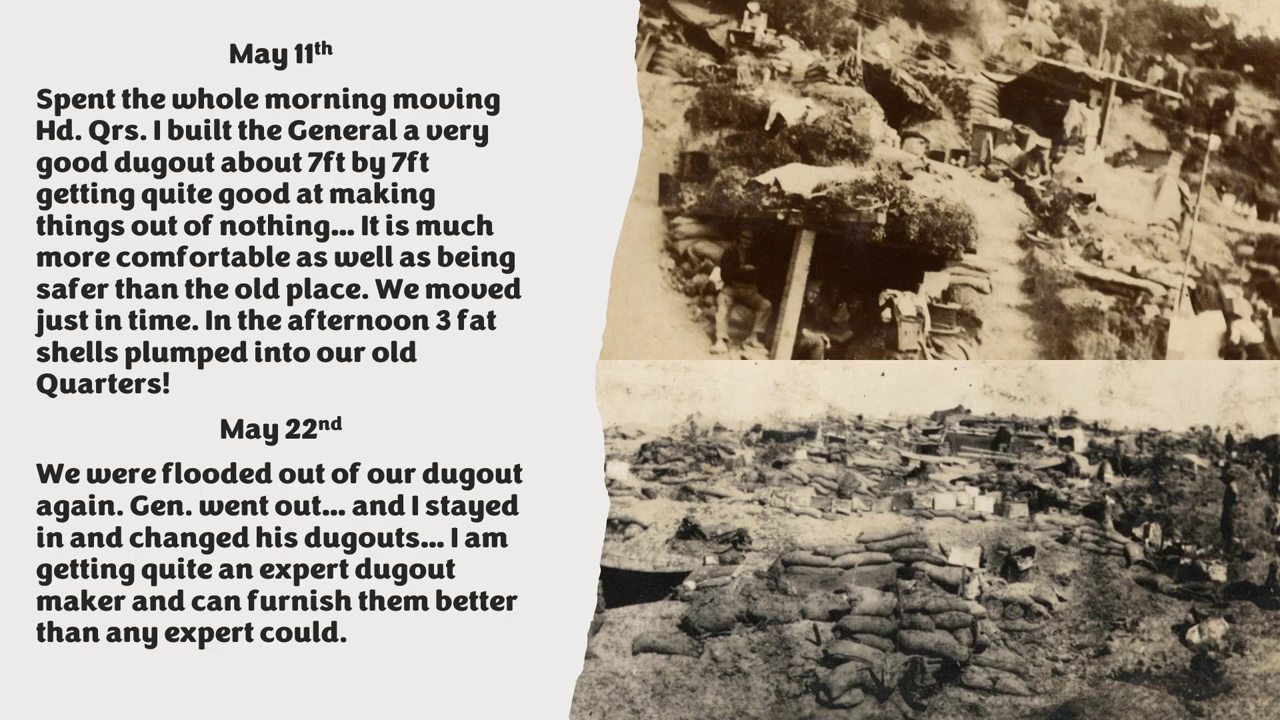 May 11th
Spent the whole morning moving
Hd. Qrs. I built the General a very
good dugout about 7ft by 7ft
getting quite good at making
things out of nothing... It is much
more comfortable as well as being
safer than the old place. We moved
just in time. In the afternoon 3 fat
shells plumped into our old
Quarters!
May 22nd
We were flooded out of our dugout
again. Gen. went out... and I stayed
in and changed his dugouts... I am
getting quite an expert dugout
maker and can furnish them better
than any expert could.